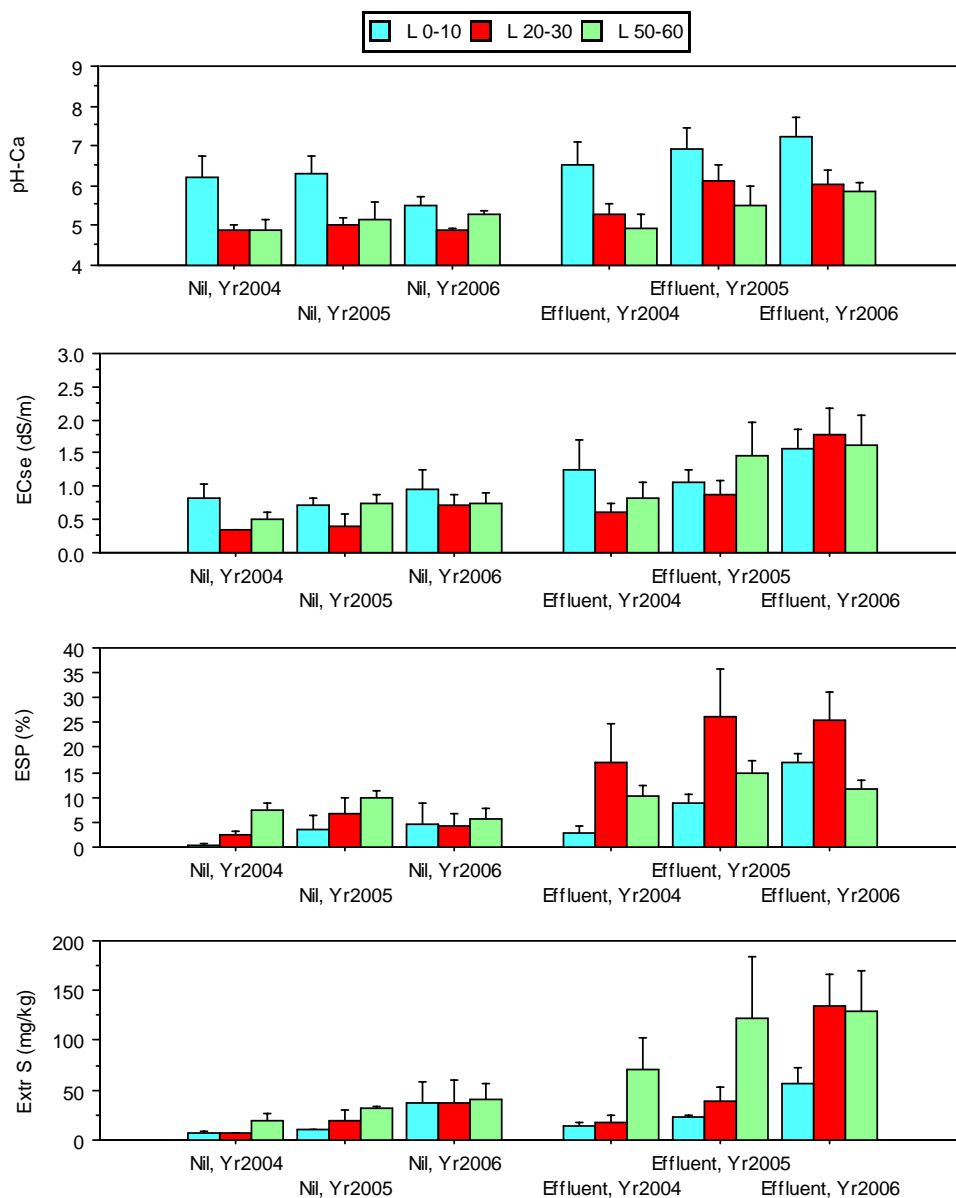 L 0-10 L 20-30 L 50-60
9
8
7
6
5
4
pH-Ca
Nil, Yr2004 Nil, Yr2006 Effluent, Yr2005
Nil, Yr2005 Effluent, Yr2004 Effluent, Yr2006
3.0
2.5
2.0
1.5
1.0
0.5
0.0
ECse (dS/m)
Nil, Yr2004 Nil, Yr2006 Effluent, Yr2005
Nil, Yr2005 Effluent, Yr2004 Effluent, Yr2006
40
35
30
25
20
15
10
5
0
ESP (%)
Nil, Yr2004 Nil, Yr2006 Effluent, Yr2005
Nil, Yr2005 Effluent, Yr2004 Effluent, Yr2006
200
150
100
50
0
Extr S (mg/kg)
Nil, Yr2004 Nil, Yr2006 Effluent, Yr2005
Nil, Yr2005 Effluent, Yr2004 Effluent, Yr2006